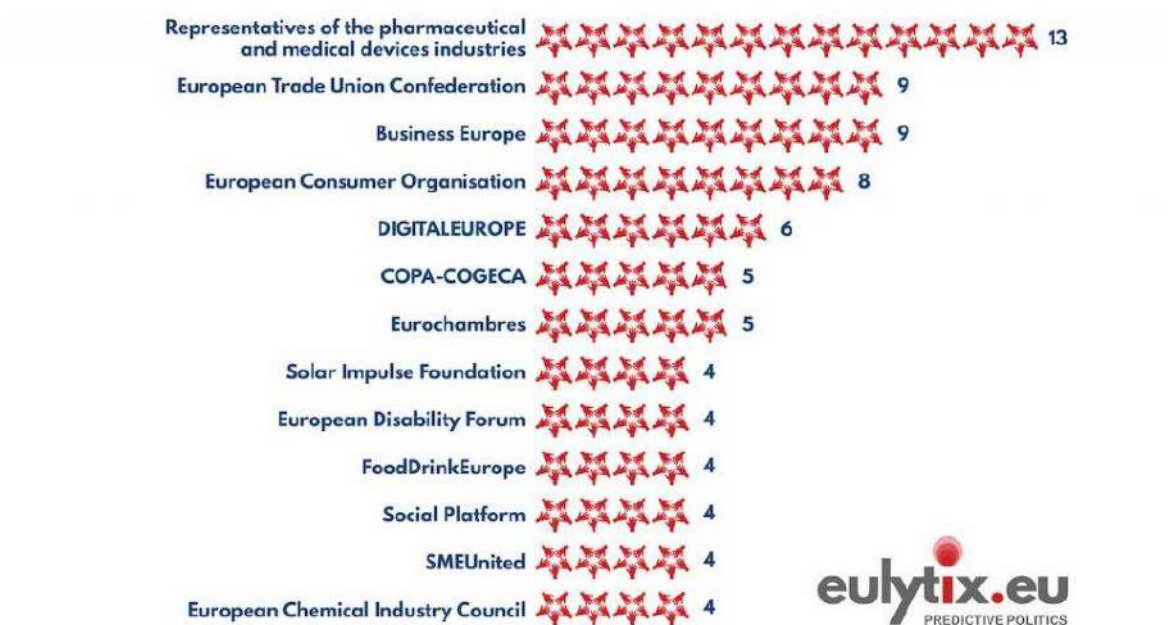 Representatives of the pharmaceutical
and medical devices industries 13
European Trade Union Confederation 9
Business Europe 9
European Consumer Organisation 8
DIGITALEUROPE 6
COPA-COGECA 5
Eurochambres 5
Solar Impulse Foundation 4
European Disability Forum 4
FoodDrinkEurope 4
Social Platform 4
SMEUnited 4
European Chemical Industry Council 4
eulytix.eu
PREDICTIVE POLITICS